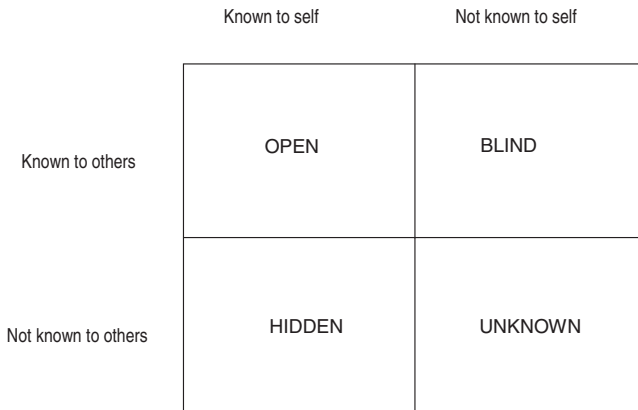 Known to self Not known to self
Known to others OPEN BLIND
Not known to others HIDDEN UNKNOWN